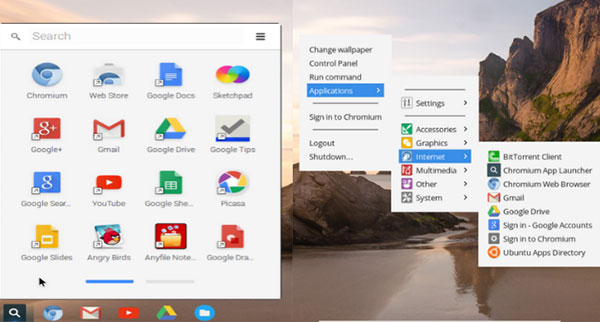 Search
Chromium
Web Store
Google Docs
Sketchpad
Google+
Gmail
Google Drive
Google Tips
Google Sear...
YouTube
Google She...
Picasa
Google Slides
Angry Birds
Anyfile Note...
Google Dra...
Change wallpaper
Control Panel
Run command
Applications
Sign in to Chromium
Logout
Shutdown...
Settings
Accessories
Graphics
Internet
Multimedia
Other
System
BitTorrent Client
Chromium App Launcher
Chromium Web Browser
Gmail
Google Drive
Sign in - Google Accounts
Sign in to Chromium
Ubuntu Apps Directory